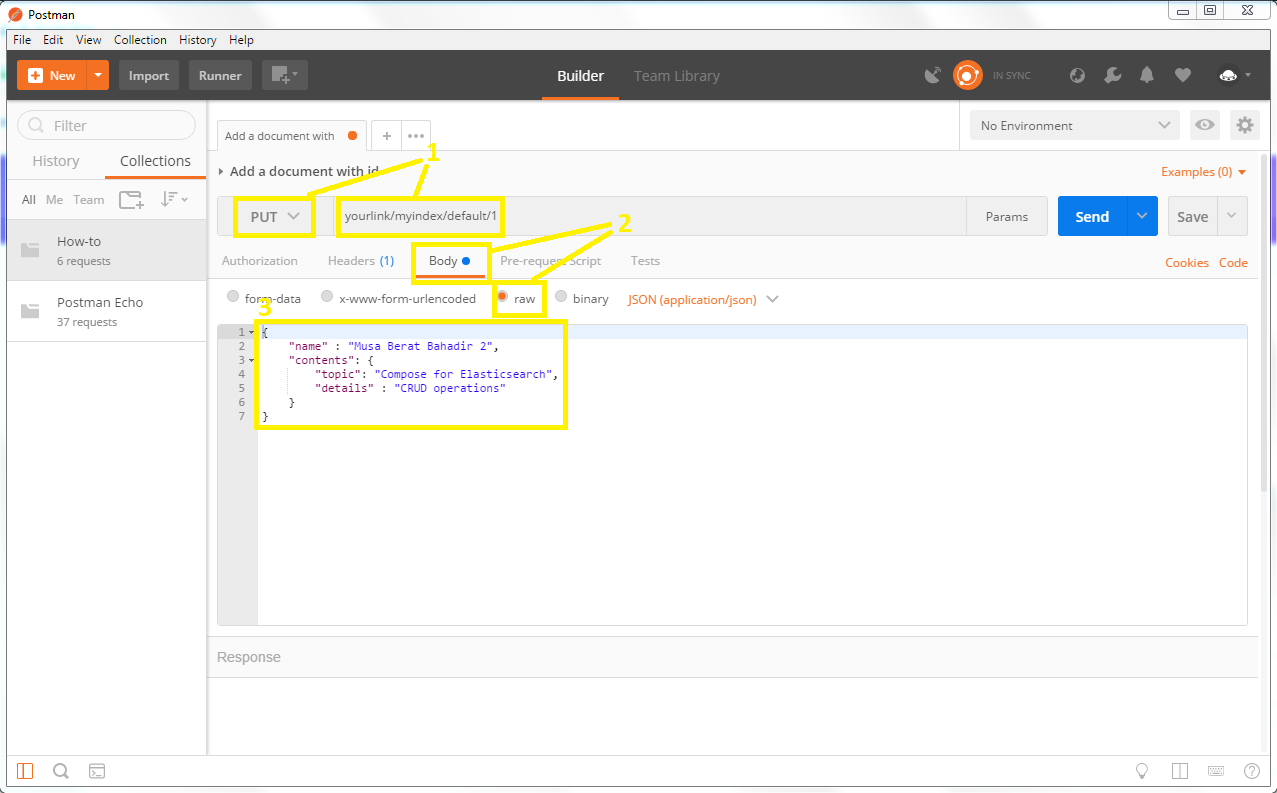 Postman
File Edit View Collection History Help
New Import Runner Builder Team Library IN SYNC
Filter
History Collections
All Me Team
How-to
6 requests
Postman Echo
37 requests
Add a document with + ••• No Environment
1
Add a document with id Examples (0)
PUT yourlink/myindex/default/1 Params Send Save
2
Authorization Headers (1) Body Pre-request Script Tests Cookies Code
form-data x-www-form-urlencoded raw binary JSON (application/json)
3
1 {
2 "name" : "Musa Berat Bahadir 2",
3 "contents": {
4 "topic": "Compose for Elasticsearch",
5 "details" : "CRUD operations"
6 }
7 }
Response